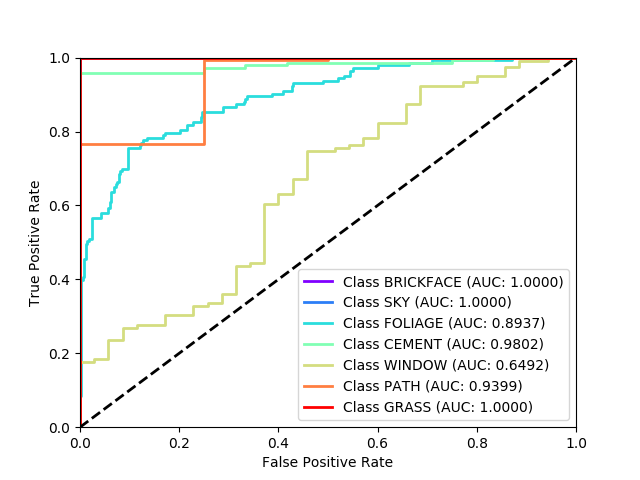 1.0
0.8
0.6
0.4
0.2
0.0
True Positive Rate
Class BRICKFACE (AUC: 1.0000)
Class SKY (AUC: 1.0000)
Class FOLIAGE (AUC: 0.8937)
Class CEMENT (AUC: 0.9802)
Class WINDOW (AUC: 0.6492)
Class PATH (AUC: 0.9399)
Class GRASS (AUC: 1.0000)
0.0 0.2 0.4 0.6 0.8 1.0
False Positive Rate